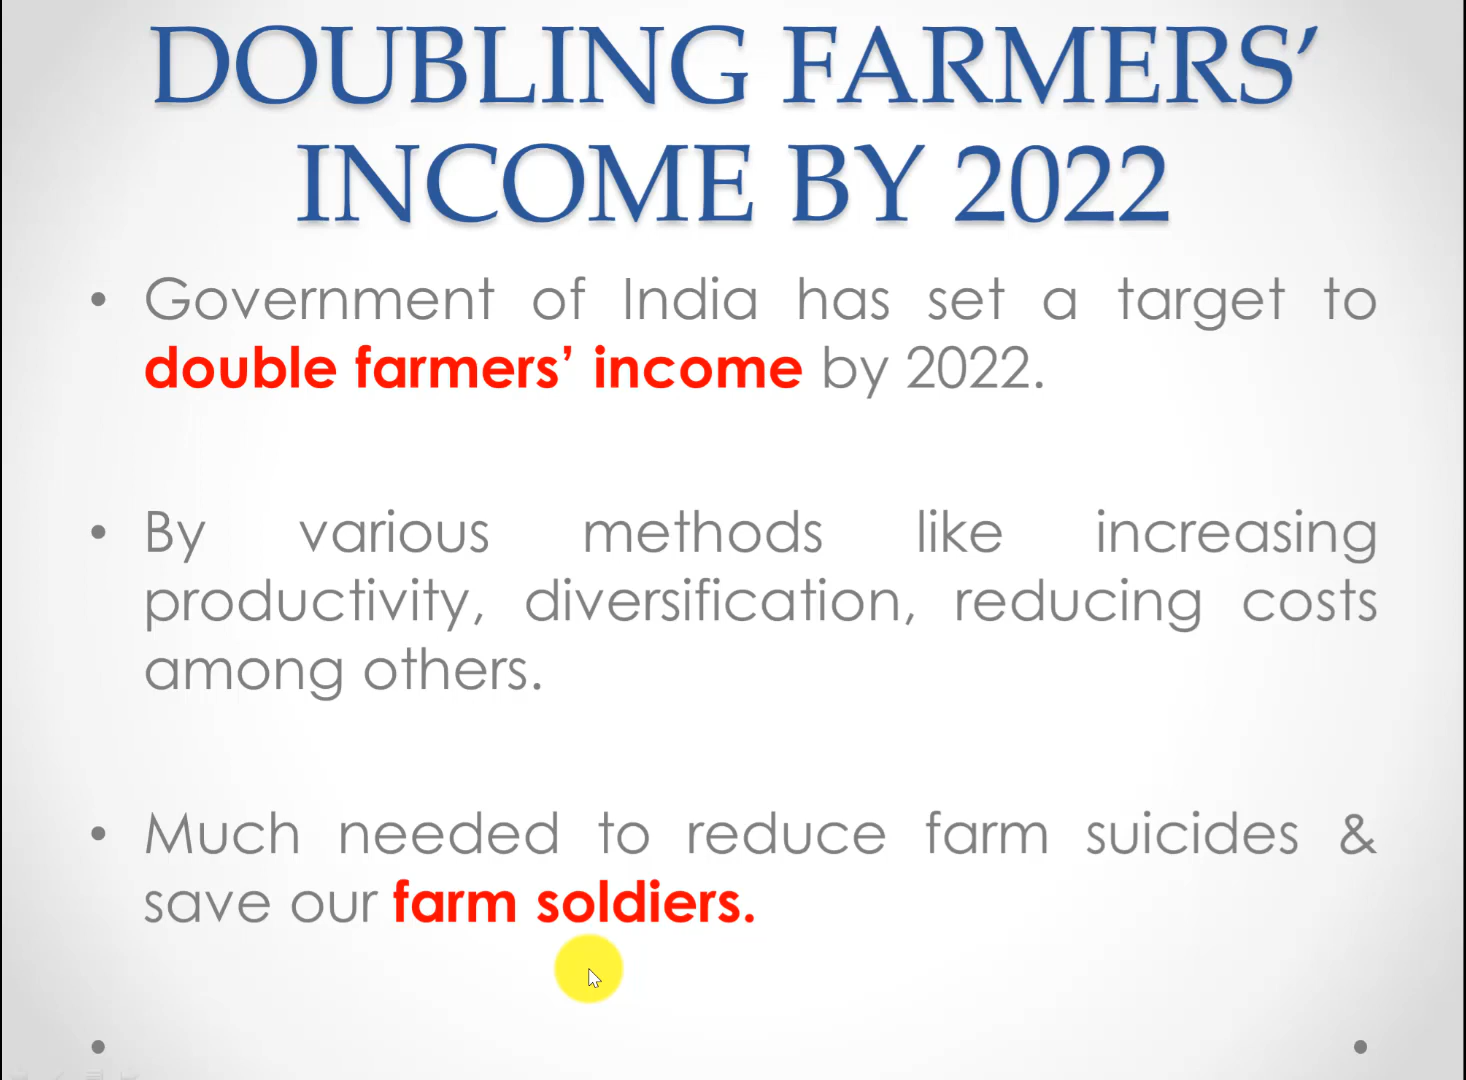 DOUBLING FARMERS’
INCOME BY 2022
• Government of India has set a target to
double farmers’ income by 2022.
• By various methods like increasing
productivity, diversification, reducing costs
among others.
• Much needed to reduce farm suicides &
save our farm soldiers.